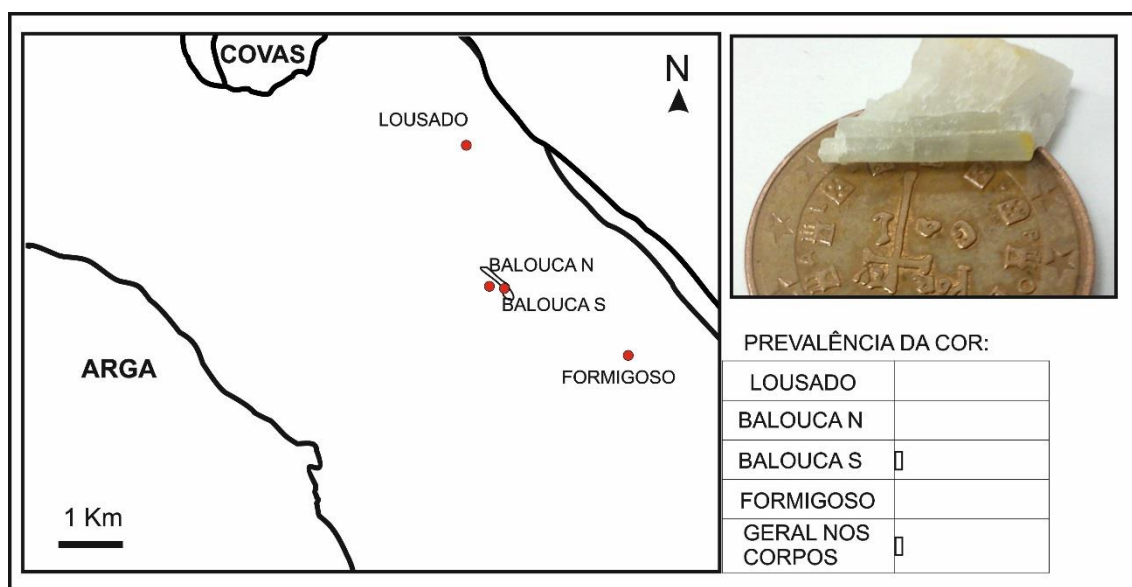 COVAS
N
LOUSADO
BALOUCA N
BALOUCA S
ARGA
FORMIGOSO
1 Km
PREVALÊNCIA DA COR:
LOUSADO
BALOUCA N
BALOUCA S ▯
FORMIGOSO
GERAL NOS
CORPOS ▯